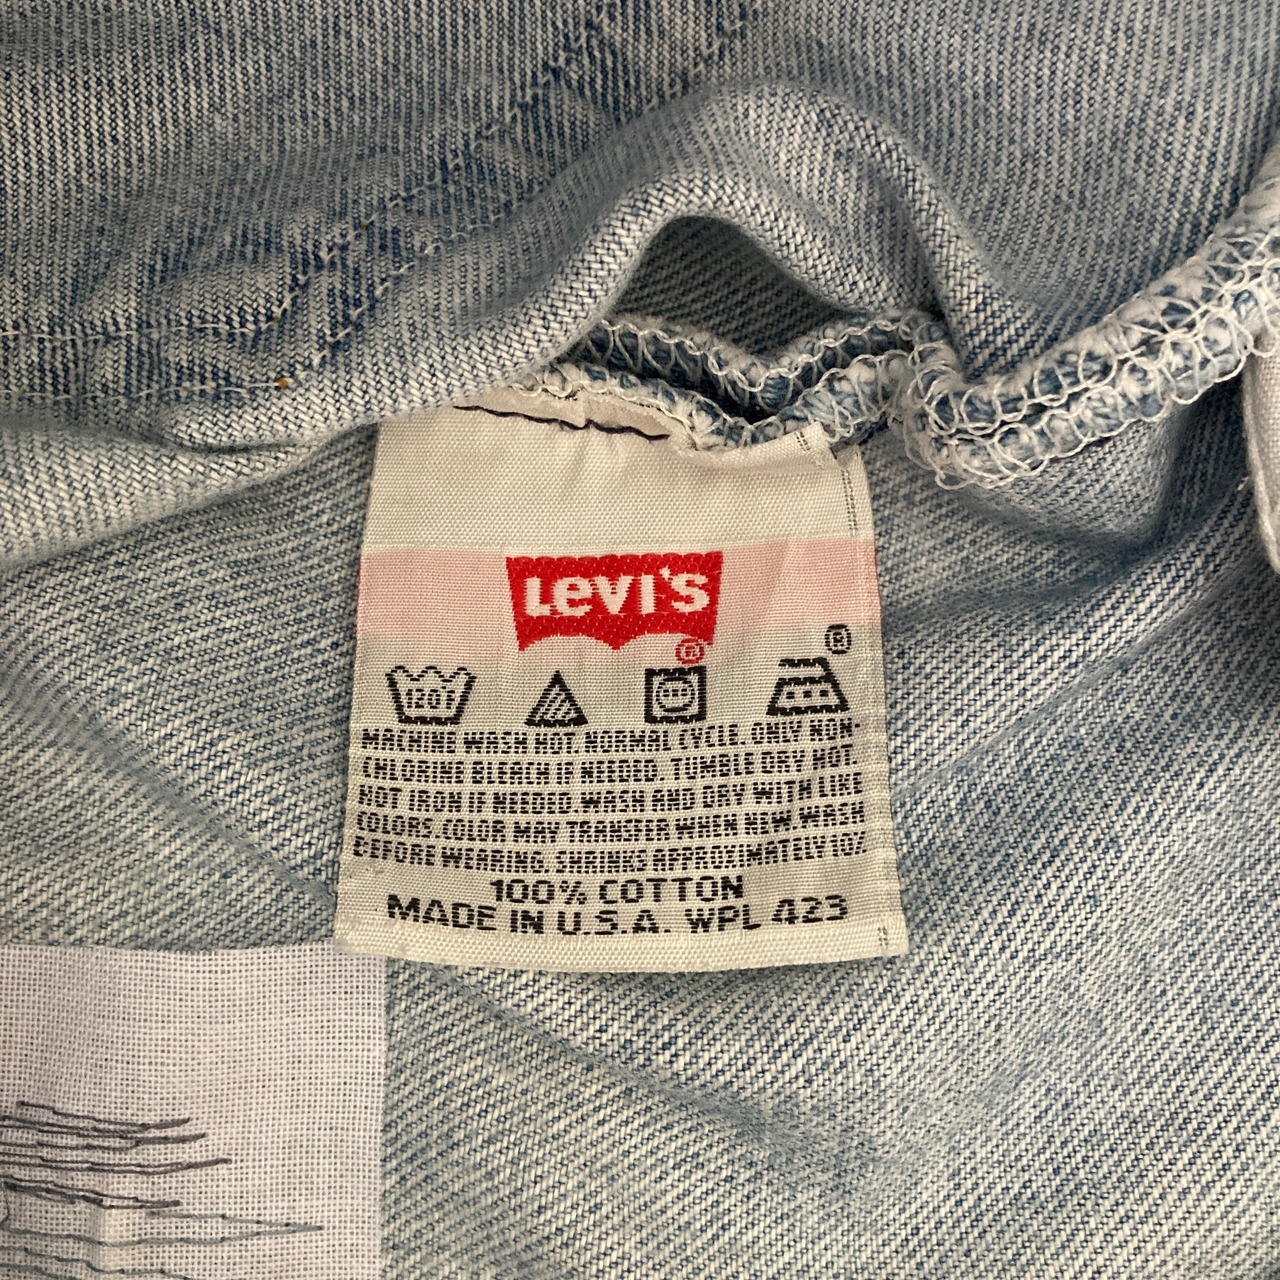 LEVI'S
®
®
120°F
MACHINE WASH HOT, NORMAL CYCLE. ONLY NON-
CHLORINE BLEACH IF NEEDED. TUMBLE DRY HOT.
HOT IRON IF NEEDED. WASH AND DRY WITH LIKE
COLORS. COLOR MAY TRANSFER WHEN NEW WASH
BEFORE WEARING. SHRINKS APPROXIMATELY 10%
100% COTTON
MADE IN U.S.A. WPL 423